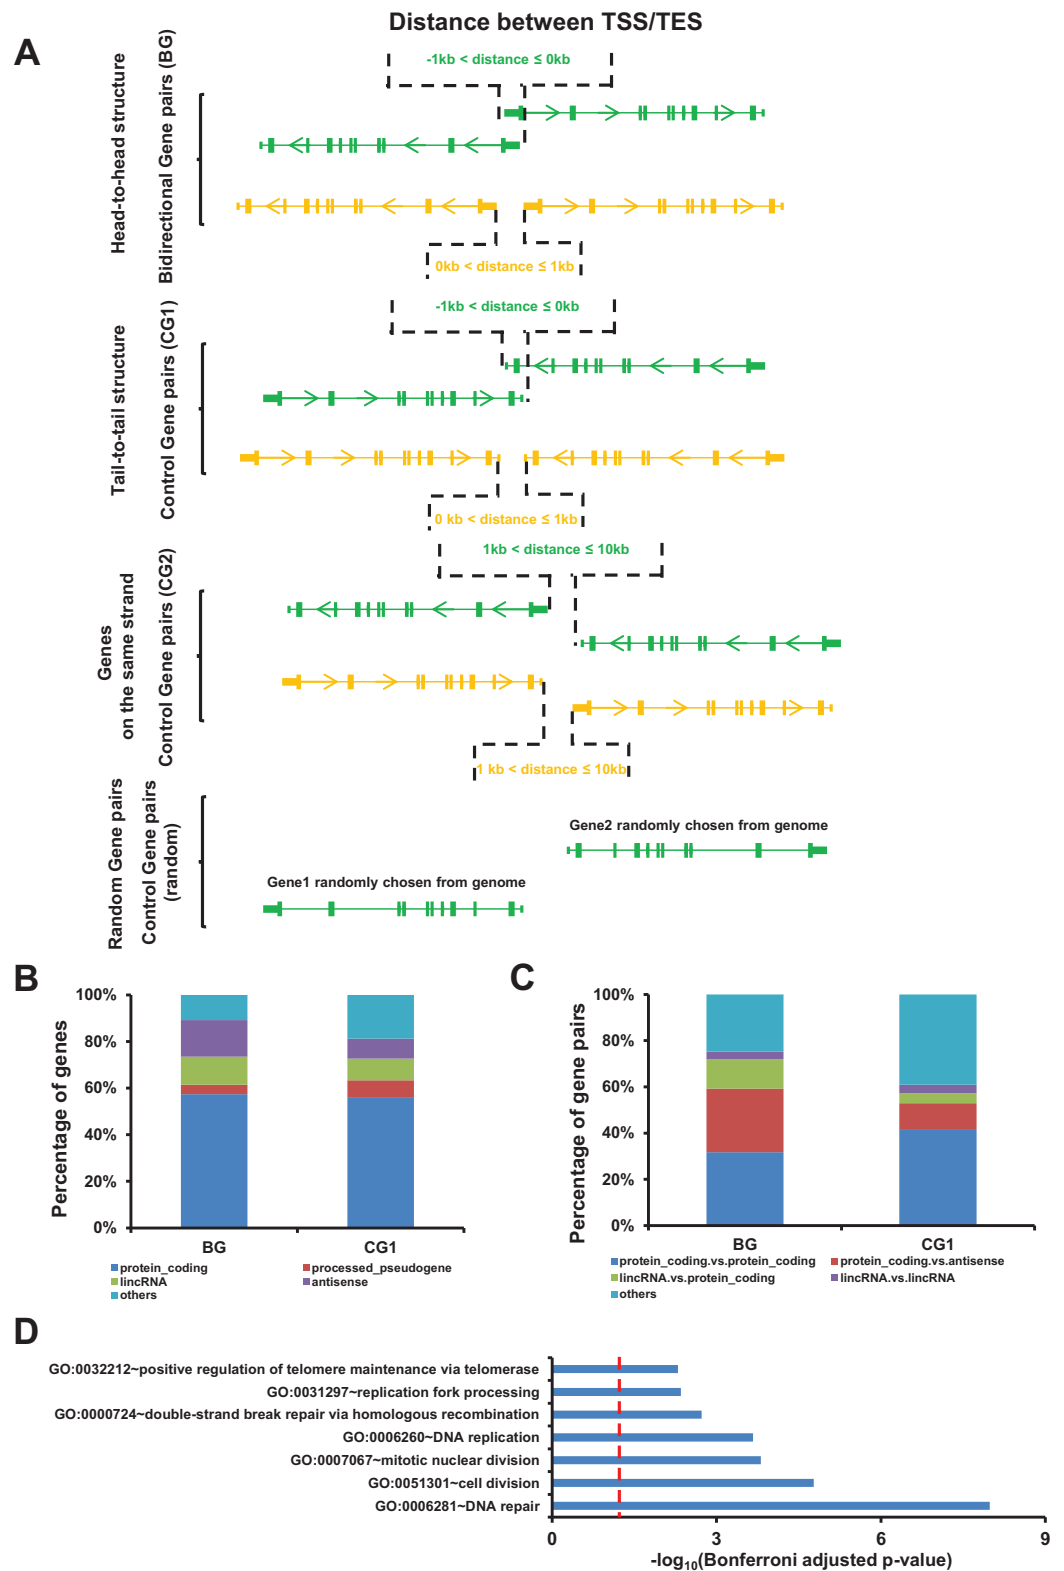 Distance between TSS/TES
A
Head-to-head structure
Bidirectional Gene pairs (BG)
-1kb < distance ≤ 0kb
0kb < distance ≤ 1kb
Tail-to-tail structure
Control Gene pairs (CG1)
-1kb < distance ≤ 0kb
0 kb < distance ≤ 1kb
Genes
on the same strand
Control Gene pairs (CG2)
1kb < distance ≤ 10kb
1 kb < distance ≤ 10kb
Random Gene pairs
Control Gene pairs
(random)
Gene2 randomly chosen from genome
Gene1 randomly chosen from genome
B
Percentage of genes
100%
80%
60%
40%
20%
0%
BG CG1
protein_coding processed_pseudogene
lincRNA antisense
others
C
Percentage of gene pairs
100%
80%
60%
40%
20%
0%
BG CG1
protein_coding.vs.protein_coding protein_coding.vs.antisense
lincRNA.vs.protein_coding lincRNA.vs.lincRNA
others
D
GO:0032212~positive regulation of telomere maintenance via telomerase
GO:0031297~replication fork processing
GO:0000724~double-strand break repair via homologous recombination
GO:0006260~DNA replication
GO:0007067~mitotic nuclear division
GO:0051301~cell division
GO:0006281~DNA repair
0 3 6 9
-log10(Bonferroni adjusted p-value)